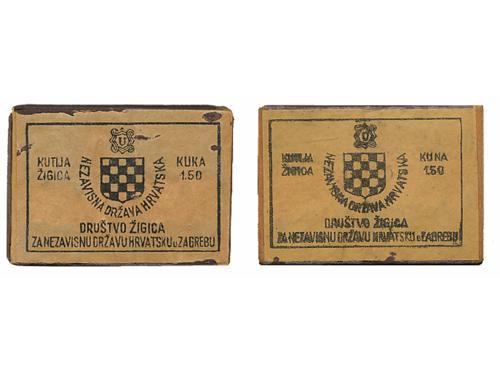 U
KUTIJA ŽIGICA
NEZAVISNA DRŽAVA HRVATSKA
KUNA 1.50
DRUŠTVO ŽIGICA
ZA NEZAVISNU DRŽAVU HRVATSKU U ZAGREBU
U
KUTIJA ŽIGICA
NEZAVISNA DRŽAVA HRVATSKA
KUNA 1.50
DRUŠTVO ŽIGICA
ZA NEZAVISNU DRŽAVU HRVATSKU U ZAGREBU